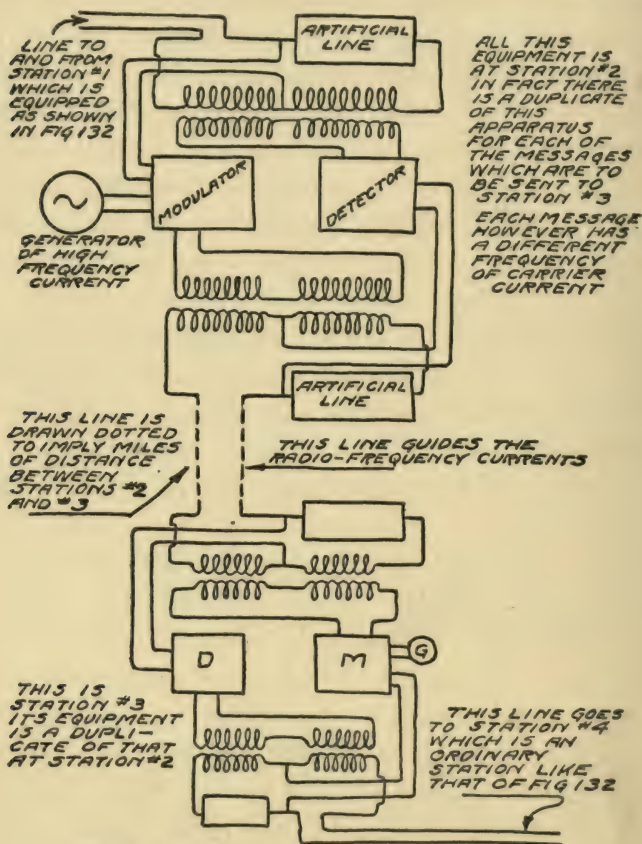 LINE TO
AND FROM
STATION #1
WHICH IS
EQUIPPED
AS SHOWN
IN FIG 132
ARTIFICIAL
LINE
ALL THIS
EQUIPMENT IS
AT STATION #2
IN FACT THERE
IS A DUPLICATE
OF THIS
APPARATUS
FOR EACH OF
THE MESSAGES
WHICH ARE TO
BE SENT TO
STATION #3
EACH MESSAGE
HOWEVER HAS
A DIFFERENT
FREQUENCY
OF CARRIER
CURRENT
MODULATOR
DETECTOR
GENERATOR
OF HIGH
FREQUENCY
CURRENT
ARTIFICIAL
LINE
THIS LINE IS
DRAWN DOTTED
TO IMPLY MILES
OF DISTANCE
BETWEEN
STATIONS #2
AND #3
THIS LINE GUIDES THE
RADIO-FREQUENCY CURRENTS
D
M
G
THIS IS
STATION #3
ITS EQUIPMENT
IS A DUPLI-
CATE OF THAT
AT STATION #2
THIS LINE GOES
TO STATION #4
WHICH IS AN
ORDINARY
STATION LIKE
THAT OF FIG 132